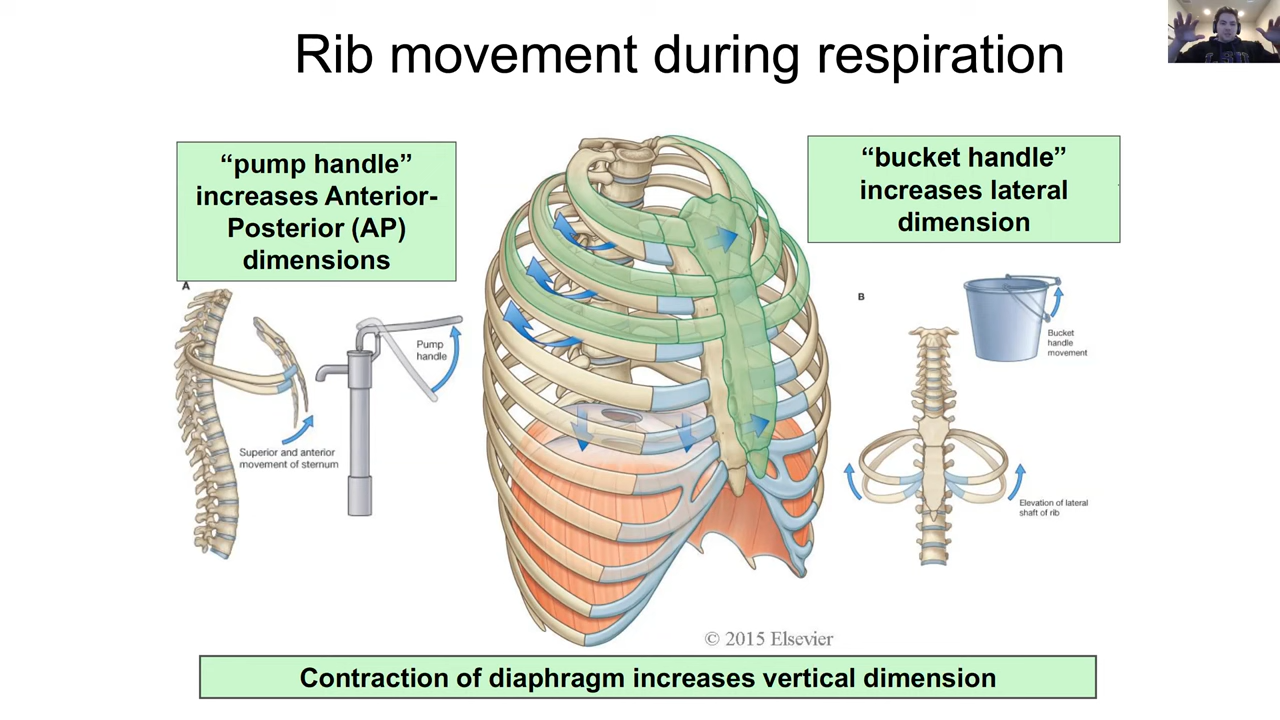 Rib movement during respiration
“pump handle”
increases Anterior-
Posterior (AP)
dimensions
“bucket handle”
increases lateral
dimension
A
Pump
handle
Superior and anterior
movement of sternum
B
Bucket
handle
movement
Elevation of lateral
shaft of rib
© 2015 Elsevier
Contraction of diaphragm increases vertical dimension